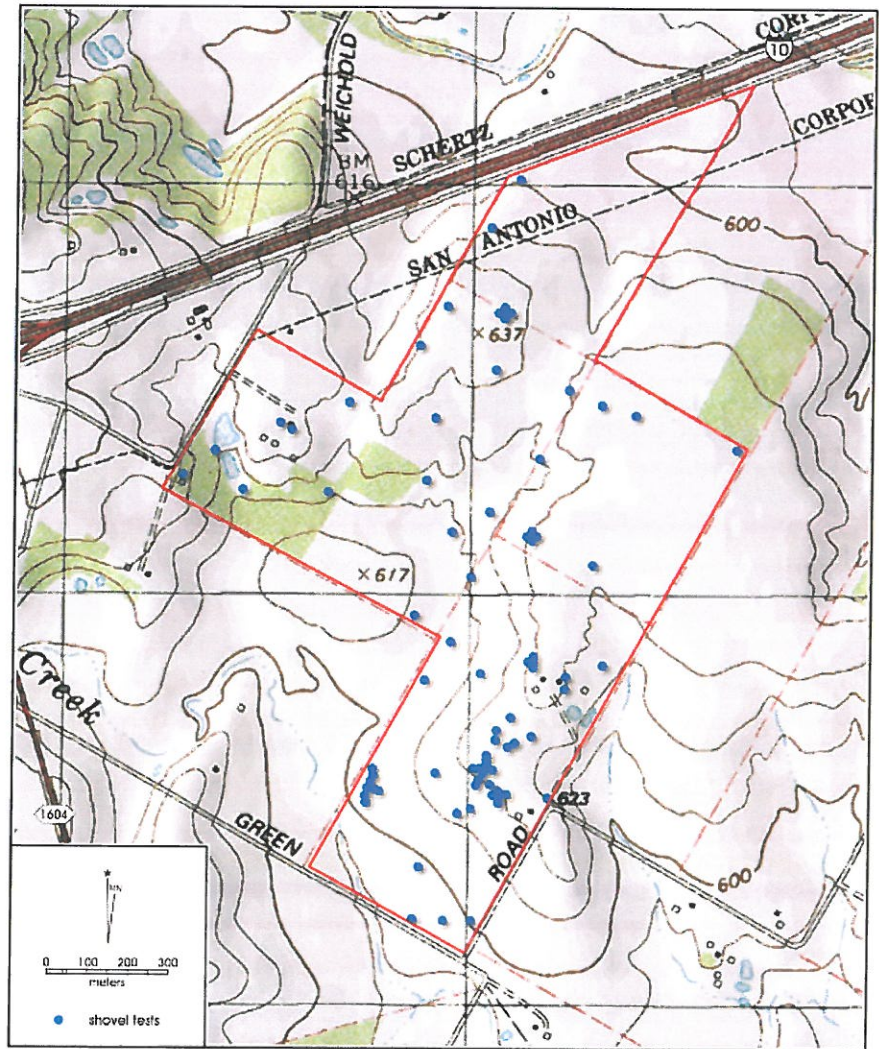 CORPO
10
WEICHOLD
SCHERTZ
CORPOR
BM
616
SAN ANTONIO
600
×637
×617
Creek
1604
GREEN
ROAD
623
600
MN
0 100 200 300
meters
shovel tests